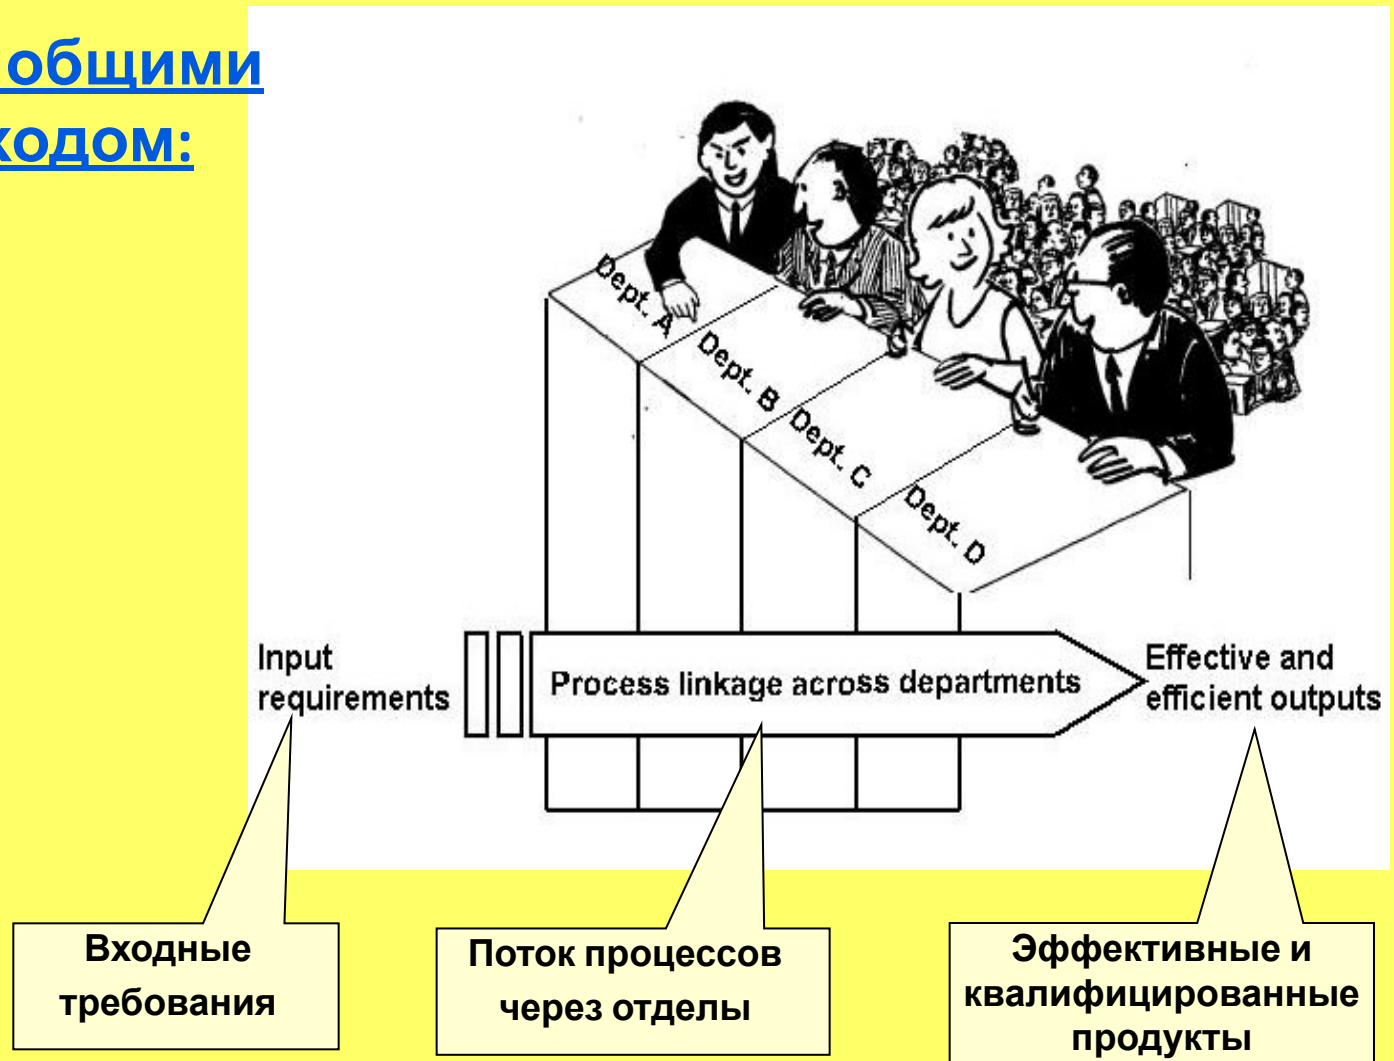 общими
ходом:
Dept. A
Dept. B
Dept. C
Dept. D
Input
requirements
Process linkage across departments
Effective and
efficient outputs
Входные
требования
Поток процессов
через отделы
Эффективные и
квалифицированные
продукты